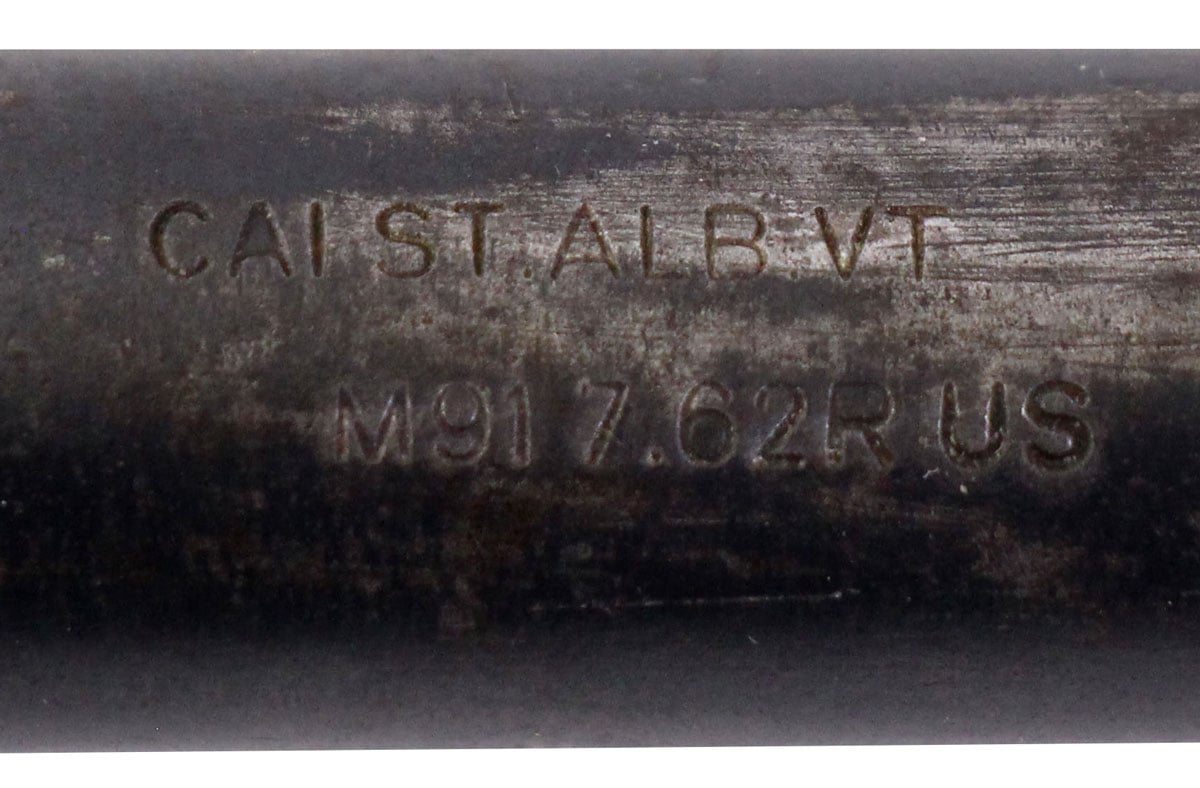 CAI ST.ALB VT
M91 7.62R US